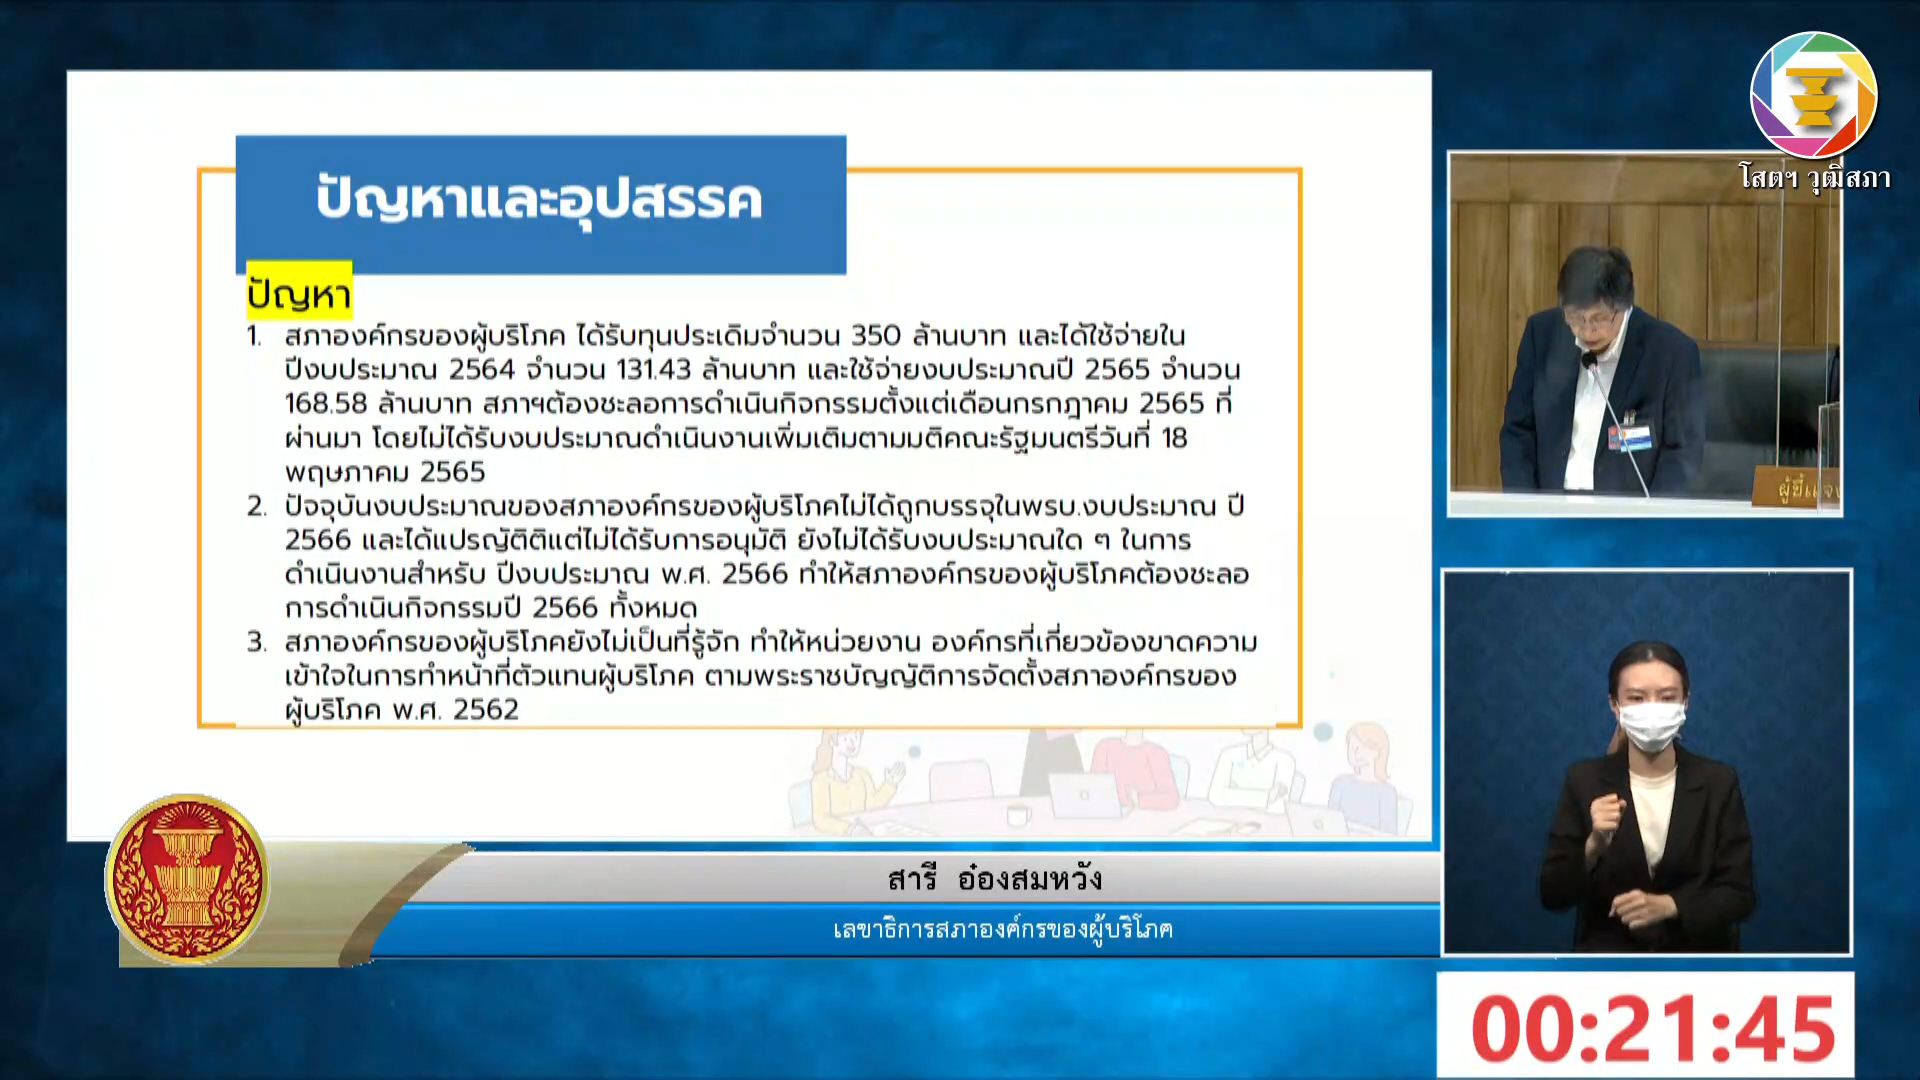 โสตฯ วุฒิสภา
ปัญหาและอุปสรรค
ปัญหา
1. สภาองค์กรของผู้บริโภค ได้รับทุนประเดิมจำนวน 350 ล้านบาท และได้ใช้จ่ายใน
ปีงบประมาณ 2564 จำนวน 131.43 ล้านบาท และใช้จ่ายงบประมาณปี 2565 จำนวน
168.58 ล้านบาท สภาฯต้องชะลอการดำเนินกิจกรรมตั้งแต่เดือนกรกฎาคม 2565 ที่
ผ่านมา โดยไม่ได้รับงบประมาณดำเนินงานเพิ่มเติมตามมติคณะรัฐมนตรีวันที่ 18
พฤษภาคม 2565
2. ปัจจุบันงบประมาณของสภาองค์กรของผู้บริโภคไม่ได้ถูกบรรจุในพรบ.งบประมาณ ปี
2566 และได้แปรญัติติแต่ไม่ได้รับการอนุมัติ ยังไม่ได้รับงบประมาณใด ๆ ในการ
ดำเนินงานสำหรับ ปีงบประมาณ พ.ศ. 2566 ทำให้สภาองค์กรของผู้บริโภคต้องชะลอ
การดำเนินกิจกรรมปี 2566 ทั้งหมด
3. สภาองค์กรของผู้บริโภคยังไม่เป็นที่รู้จัก ทำให้หน่วยงาน องค์กรที่เกี่ยวข้องขาดความ
เข้าใจในการทำหน้าที่ตัวแทนผู้บริโภค ตามพระราชบัญญัติการจัดตั้งสภาองค์กรของ
ผู้บริโภค พ.ศ. 2562
สารี อ๋องสมหวัง
เลขาธิการสภาองค์กรของผู้บริโภค
00:21:45